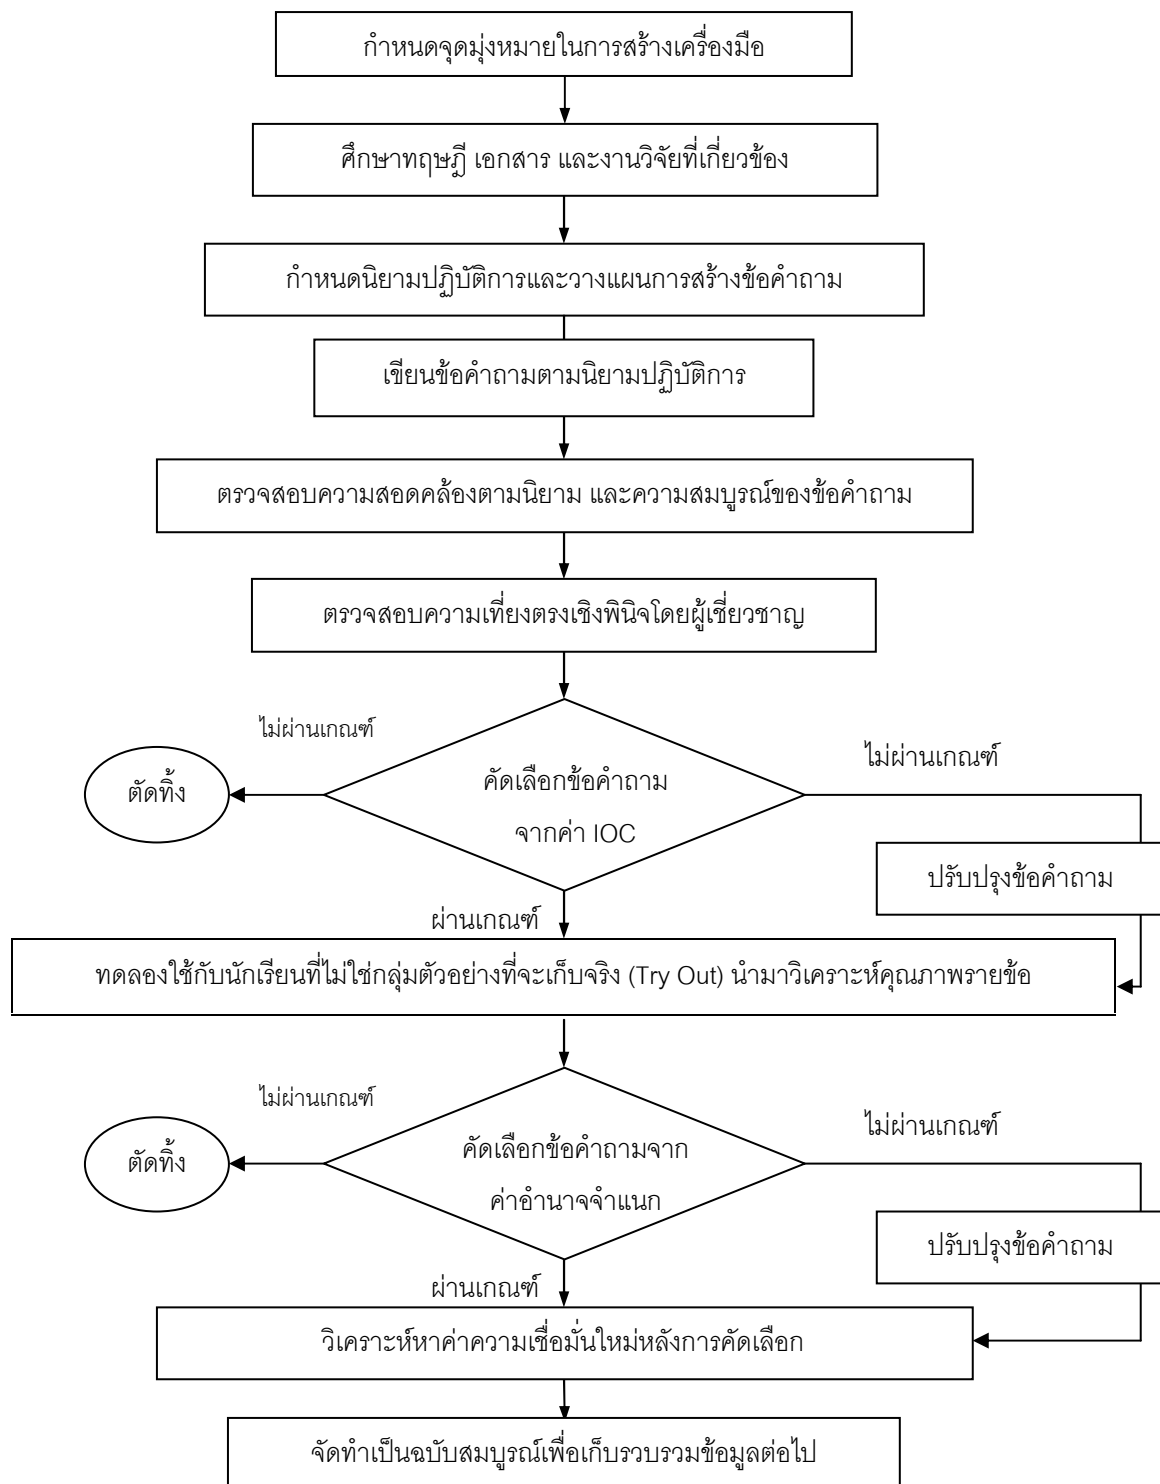 กำหนดจุดมุ่งหมายในการสร้างเครื่องมือ
ศึกษาทฤษฎี เอกสาร และงานวิจัยที่เกี่ยวข้อง
กำหนดนิยามปฏิบัติการและวางแผนการสร้างข้อคำถาม
เขียนข้อคำถามตามนิยามปฏิบัติการ
ตรวจสอบความสอดคล้องตามนิยาม และความสมบูรณ์ของข้อคำถาม
ตรวจสอบความเที่ยงตรงเชิงพินิจโดยผู้เชี่ยวชาญ
ไม่ผ่านเกณฑ์
ไม่ผ่านเกณฑ์
ตัดทิ้ง
คัดเลือกข้อคำถาม
จากค่า IOC
ปรับปรุงข้อคำถาม
ผ่านเกณฑ์
ทดลองใช้กับนักเรียนที่ไม่ใช่กลุ่มตัวอย่างที่จะเก็บจริง (Try Out) นำมาวิเคราะห์คุณภาพรายข้อ
ไม่ผ่านเกณฑ์
ไม่ผ่านเกณฑ์
ตัดทิ้ง
คัดเลือกข้อคำถามจาก
ค่าอำนาจจำแนก
ปรับปรุงข้อคำถาม
ผ่านเกณฑ์
วิเคราะห์หาค่าความเชื่อมั่นใหม่หลังการคัดเลือก
จัดทำเป็นฉบับสมบูรณ์เพื่อเก็บรวบรวมข้อมูลต่อไป